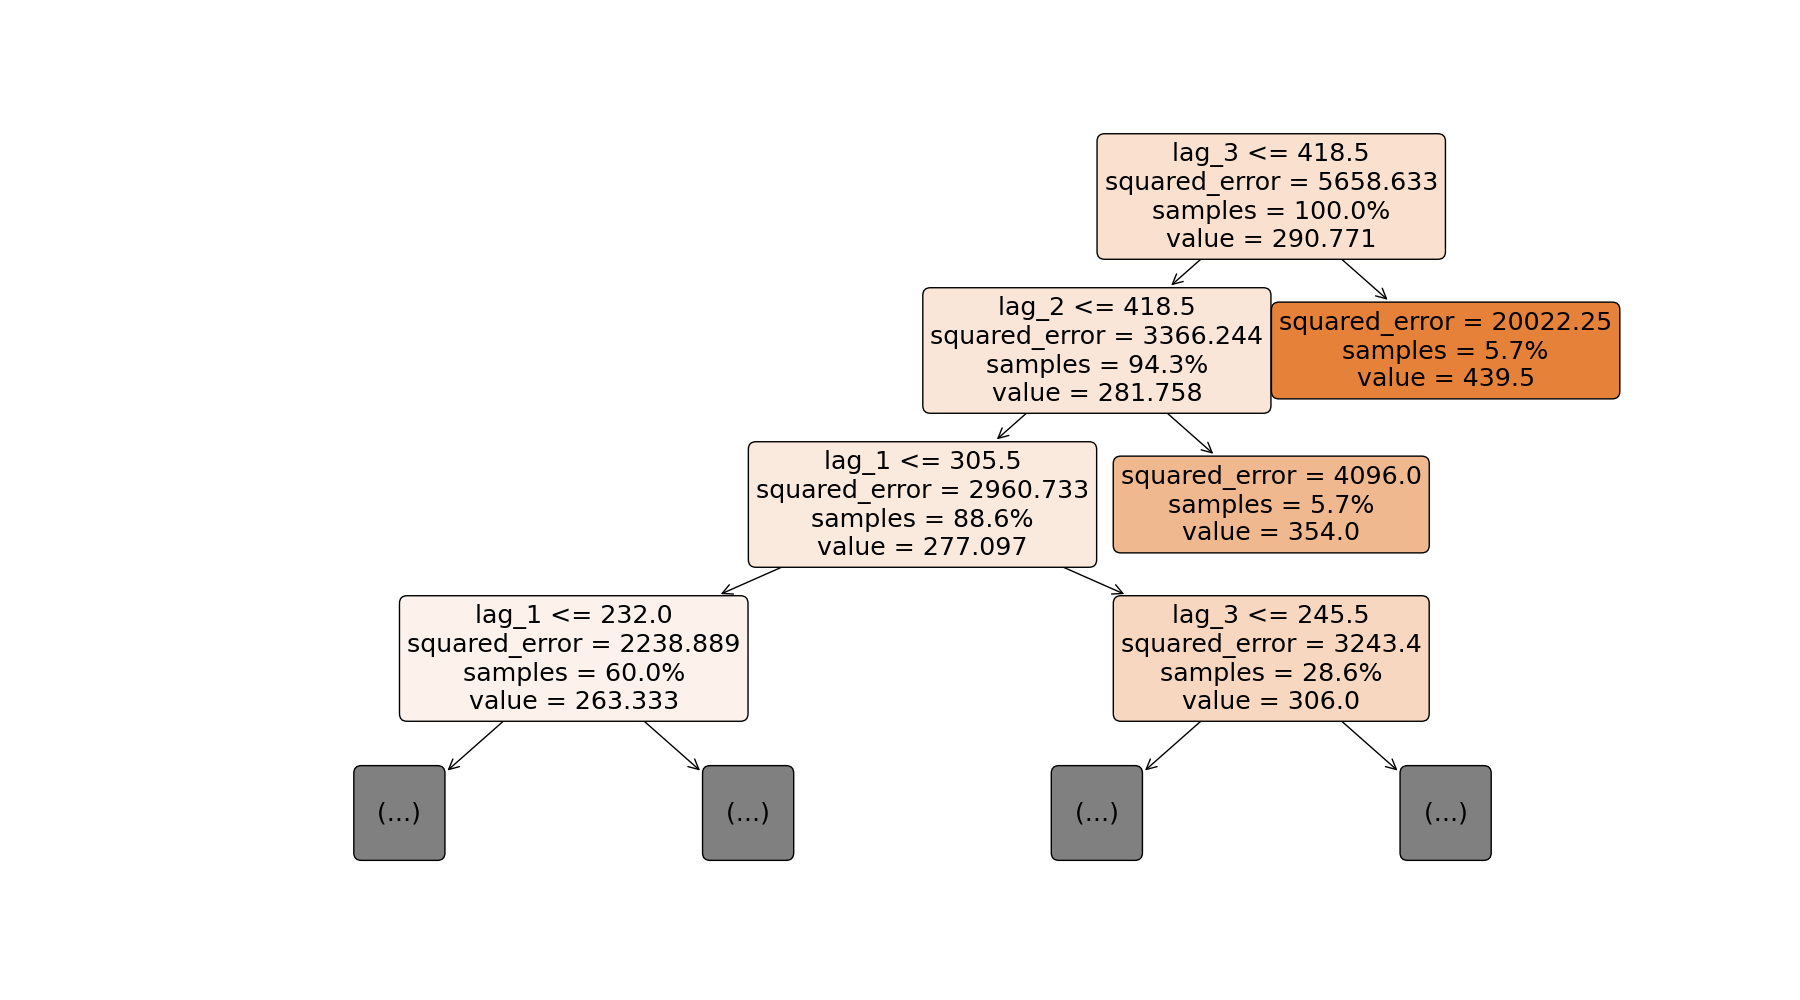 lag_3 <= 418.5
squared_error = 5658.633
samples = 100.0%
value = 290.771
lag_2 <= 418.5
squared_error = 3366.244
samples = 94.3%
value = 281.758
squared_error = 20022.25
samples = 5.7%
value = 439.5
lag_1 <= 305.5
squared_error = 2960.733
samples = 88.6%
value = 277.097
squared_error = 4096.0
samples = 5.7%
value = 354.0
lag_1 <= 232.0
squared_error = 2238.889
samples = 60.0%
value = 263.333
lag_3 <= 245.5
squared_error = 3243.4
samples = 28.6%
value = 306.0
(...)
(...)
(...)
(...)